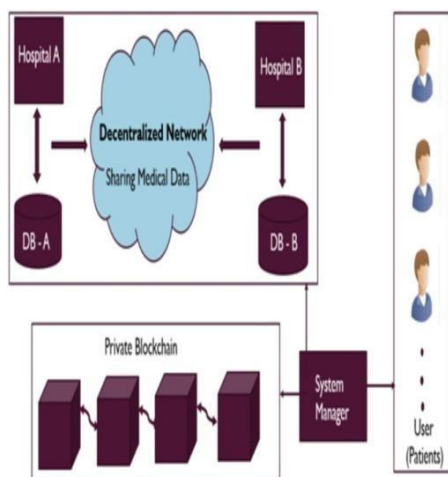 Hospital A
Hospital B
Decentralized Network
Sharing Medical Data
DB - A
DB - B
Private Blockchain
System
Manager
User
(Patients)